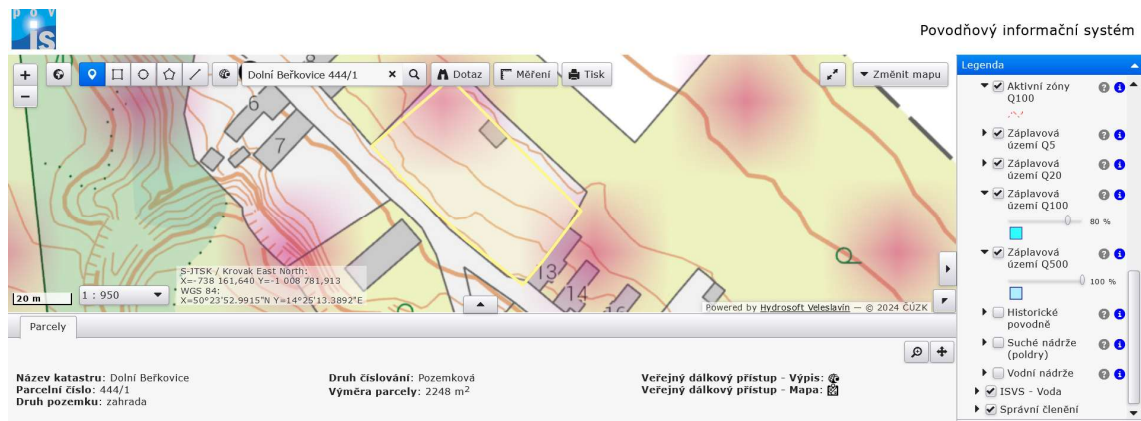 pov
is
Povodňový informační systém
+
−
Dolní Beřkovice 444/1
×
Dotaz
Měření
Tisk
Změnit mapu
6
7
13
14
S-JTSK / Krovak East North:
X=-738 161,640 Y=-1 008 781,913
WGS 84:
X=50°23'52.9915"N Y=14°25'13.3892"E
20 m
1 : 950
Powered by Hydrosoft Veleslavín — © 2024 ČÚZK
Legenda
Aktivní zóny
Q100
Záplavová
území Q5
Záplavová
území Q20
Záplavová
území Q100
80 %
Záplavová
území Q500
100 %
Historické
povodně
Suché nádrže
(poldry)
Vodní nádrže
ISVS - Voda
Správní členění
Parcely
Název katastru: Dolní Beřkovice
Parcelní číslo: 444/1
Druh pozemku: zahrada
Druh číslování: Pozemková
Výměra parcely: 2248 m²
Veřejný dálkový přístup - Výpis:
Veřejný dálkový přístup - Mapa: